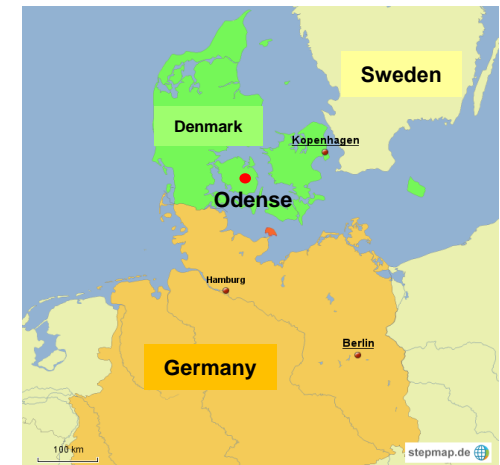 Sweden
Denmark
Kopenhagen
Odense
Hamburg
Berlin
Germany
100 km
stepmap.de